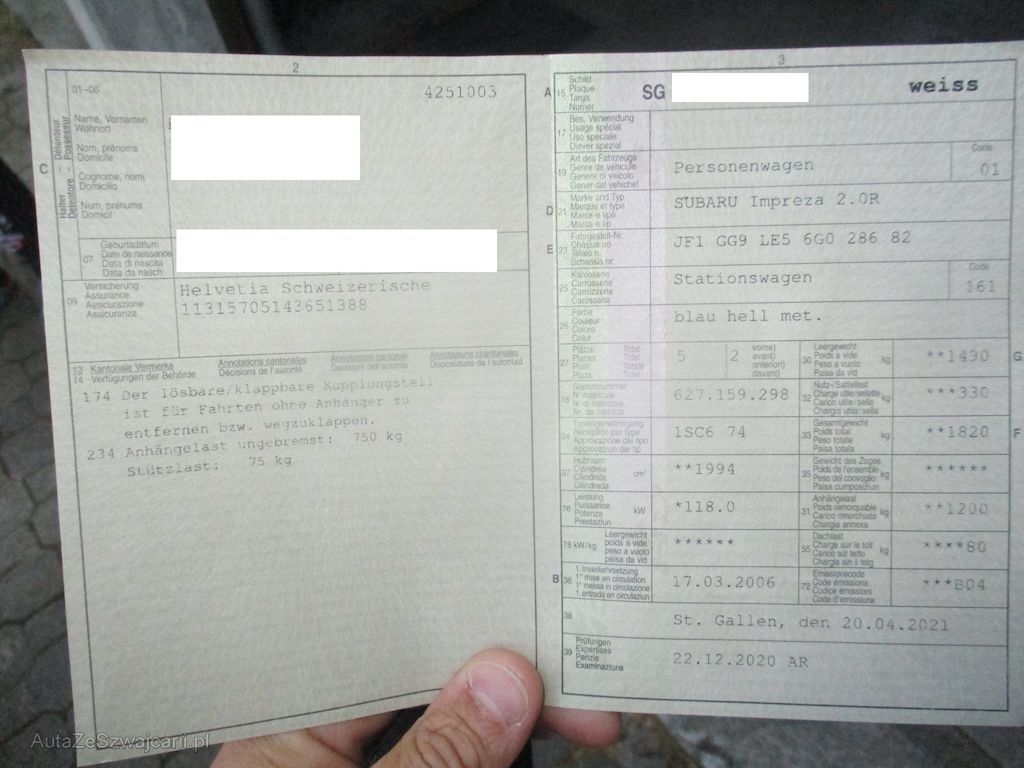 2
01-06
4251003
C
Halter Détenteur
Detentore Possessur
Name, Vornamen
Wohnort
Nom, prénoms
Domicile
Cognome, nomi
Domicilio
Num, prenums
Domicil
07
Geburtsdatum
Date de naissance
Data di nascita
Data da nasch
09
Versicherung
Assurance
Assicurazione
Assicuranza
Helvetia Schweizerische
11315705143651388
13 Kantonale Vermerke Annotations cantonales Annotazioni cantonali Annotaziuns chantunalas
14 Verfügungen der Behörde Décisions de l'autorité Decisioni dell'autorità Disposiziuns da l'autoritad
174 Der lösbare/klappbare Kupplungsteil
ist für Fahrten ohne Anhänger zu
entfernen bzw. wegzuklappen.
234 Anhängelast ungebremst: 750 kg
Stützlast: 75 kg
3
A 15
Schild
Plaque
Targa
Numer
SG
weiss
17
Bes. Verwendung
Usage spécial
Uso speciale
Diever spezial
19
Art des Fahrzeugs
Genre de véhicule
Genere di veicolo
Gener dal vehichel
Personenwagen
Code
01
D 21
Marke und Typ
Marque et type
Marca e tipo
Marca e tip
SUBARU Impreza 2.0R
E 23
Fahrgestell-Nr.
Châssis no
Telaio n.
Schassis nr.
JF1 GG9 LE5 6G0 286 82
25
Karosserie
Carrosserie
Carrozzeria
Carossaria
Stationswagen
Code
161
26
Farbe
Couleur
Colore
Colur
blau hell met.
27
Plätze Total
Places Total
Posti Totale
Plazs Total
5
(2
vorne)
avant)
anteriori)
davant)
30
Leergewicht
Poids à vide
Peso a vuoto
Paisa da vid
kg
**1490
G
18
Stammnummer
N° matricule
N. di matricola
Nr. da matricla
627.159.298
32
Nutz-/Sattellast
Charge utile/sellette
Carico utile/sella
Chargia utila/sella
kg
***330
24
Typengenehmigung
Réception par type
Approvazione del tipo
Approvaziun dal tip
1SC6 74
33
Gesamtgewicht
Poids total
Peso totale
Paisa totala
kg
**1820
F
37
Hubraum
Cylindrée
Cilindrata
Cilindrada
cm³
**1994
35
Gewicht des Zuges
Poids de l'ensemble
Peso del convoglio
Paisa cumposiziun
kg
******
76
Leistung
Puissance
Potenza
Prestaziun
kW
*118.0
31
Anhängelast
Poids remorquable
Carico rimorchiato
Chargia annexa
kg
**1200
78 kW/kg
Leergewicht
poids à vide
peso a vuoto
paisa da vid
******
55
Dachlast
Charge sur le toit
Carico sul tetto
Chargia sin il tetg
kg
****80
B 36
1. Inverkehrsetzung
1re mise en circulation
1a messa in circolazione
1. entrada en circulaziun
17.03.2006
72
Emissionscode
Code émissions
Codice emissioni
Code d'emissiuns
***B04
38
St. Gallen, den 20.04.2021
39
Prüfungen
Expertises
Perizie
Examinaziuns
22.12.2020 AR
AutaZeSzwajcarii.pl